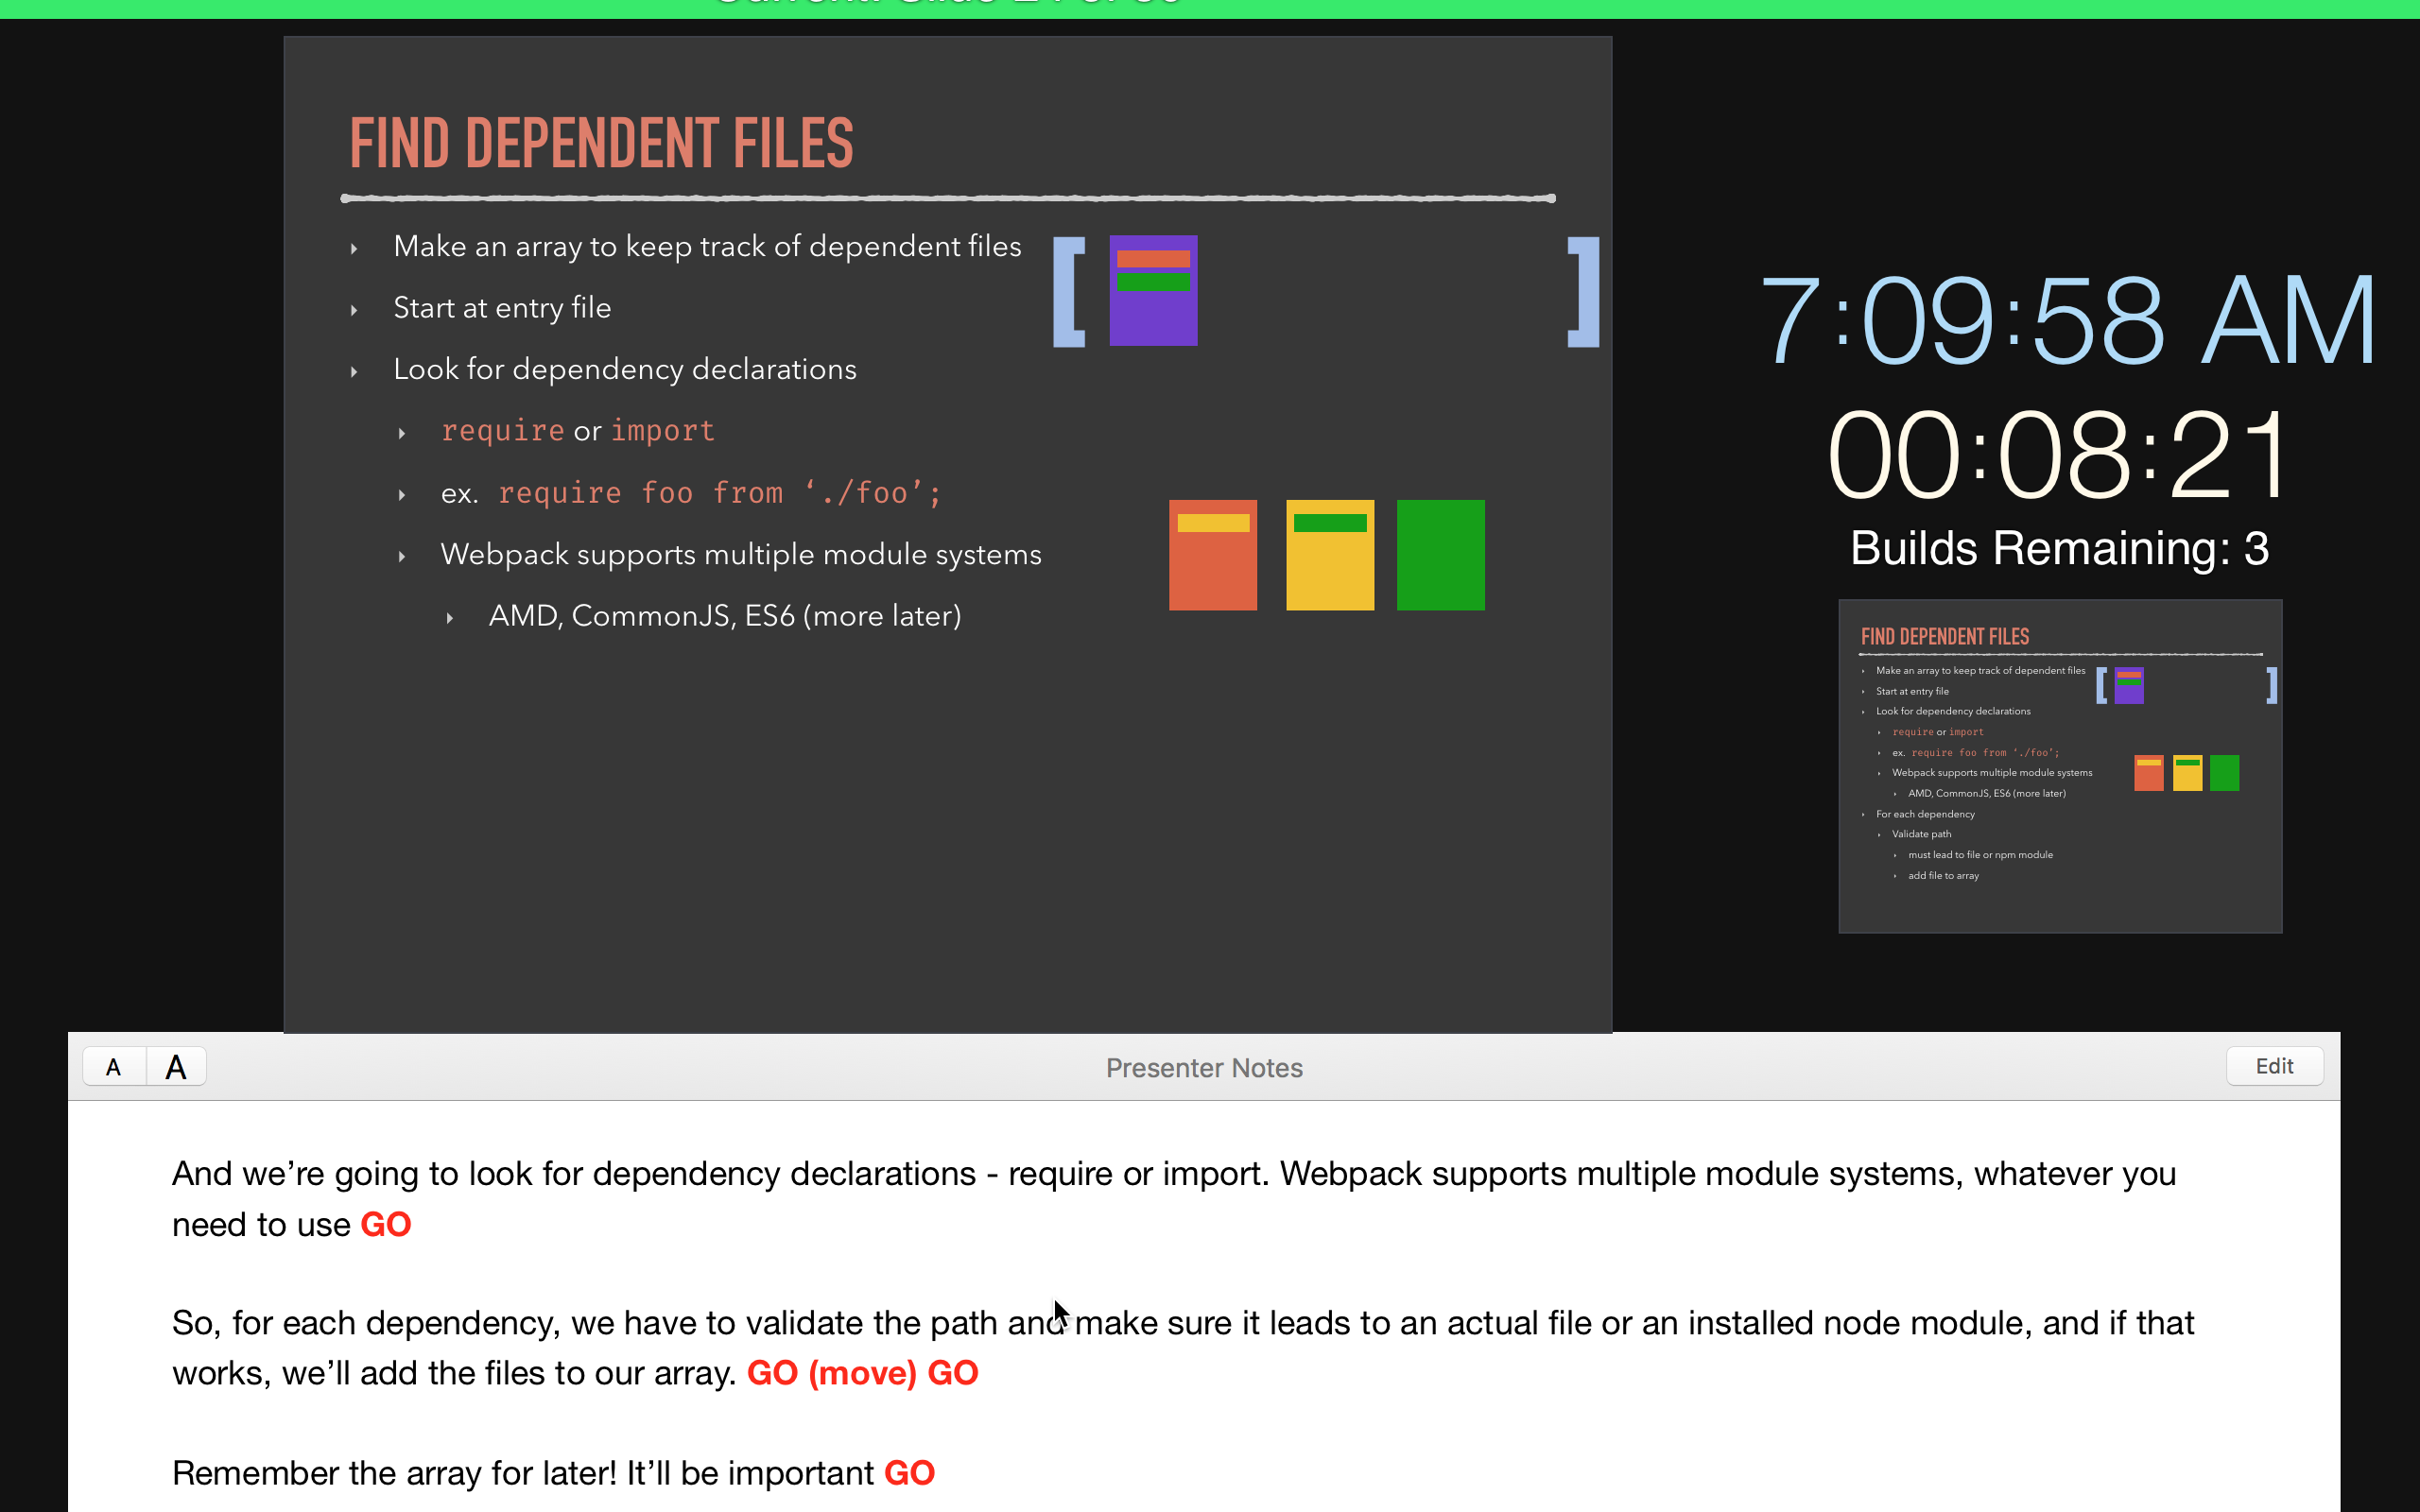 FIND DEPENDENT FILES
Make an array to keep track of dependent files
[ ]
Start at entry file
Look for dependency declarations
require or import
ex. require foo from ‘./foo’;
Webpack supports multiple module systems
AMD, CommonJS, ES6 (more later)
7:09:58 AM
00:08:21
Builds Remaining: 3
FIND DEPENDENT FILES
Make an array to keep track of dependent files
[ ]
Start at entry file
Look for dependency declarations
require or import
ex. require foo from ‘./foo’;
Webpack supports multiple module systems
AMD, CommonJS, ES6 (more later)
For each dependency
Validate path
must lead to file or npm module
add file to array
A A
Presenter Notes
Edit
And we’re going to look for dependency declarations - require or import. Webpack supports multiple module systems, whatever you
need to use GO
So, for each dependency, we have to validate the path and make sure it leads to an actual file or an installed node module, and if that
works, we’ll add the files to our array. GO (move) GO
Remember the array for later! It’ll be important GO